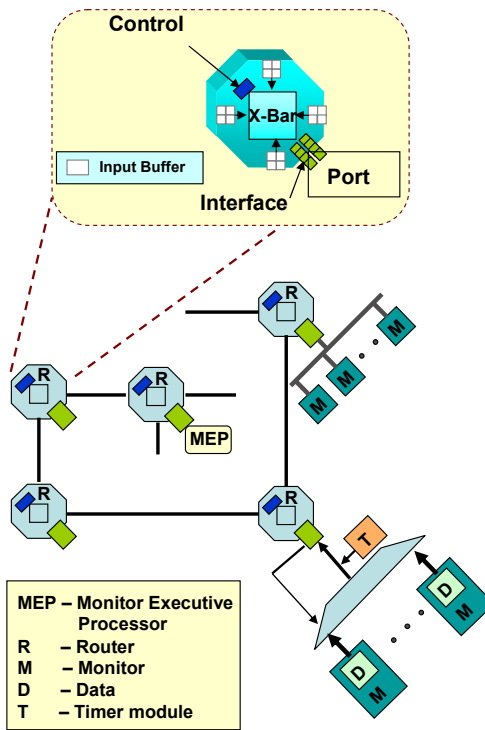 Control
X-Bar
Input Buffer
Port
Interface
R
M
M
M
R
R
MEP
R
R
T
D
M
D
M
MEP – Monitor Executive
Processor
R – Router
M – Monitor
D – Data
T – Timer module